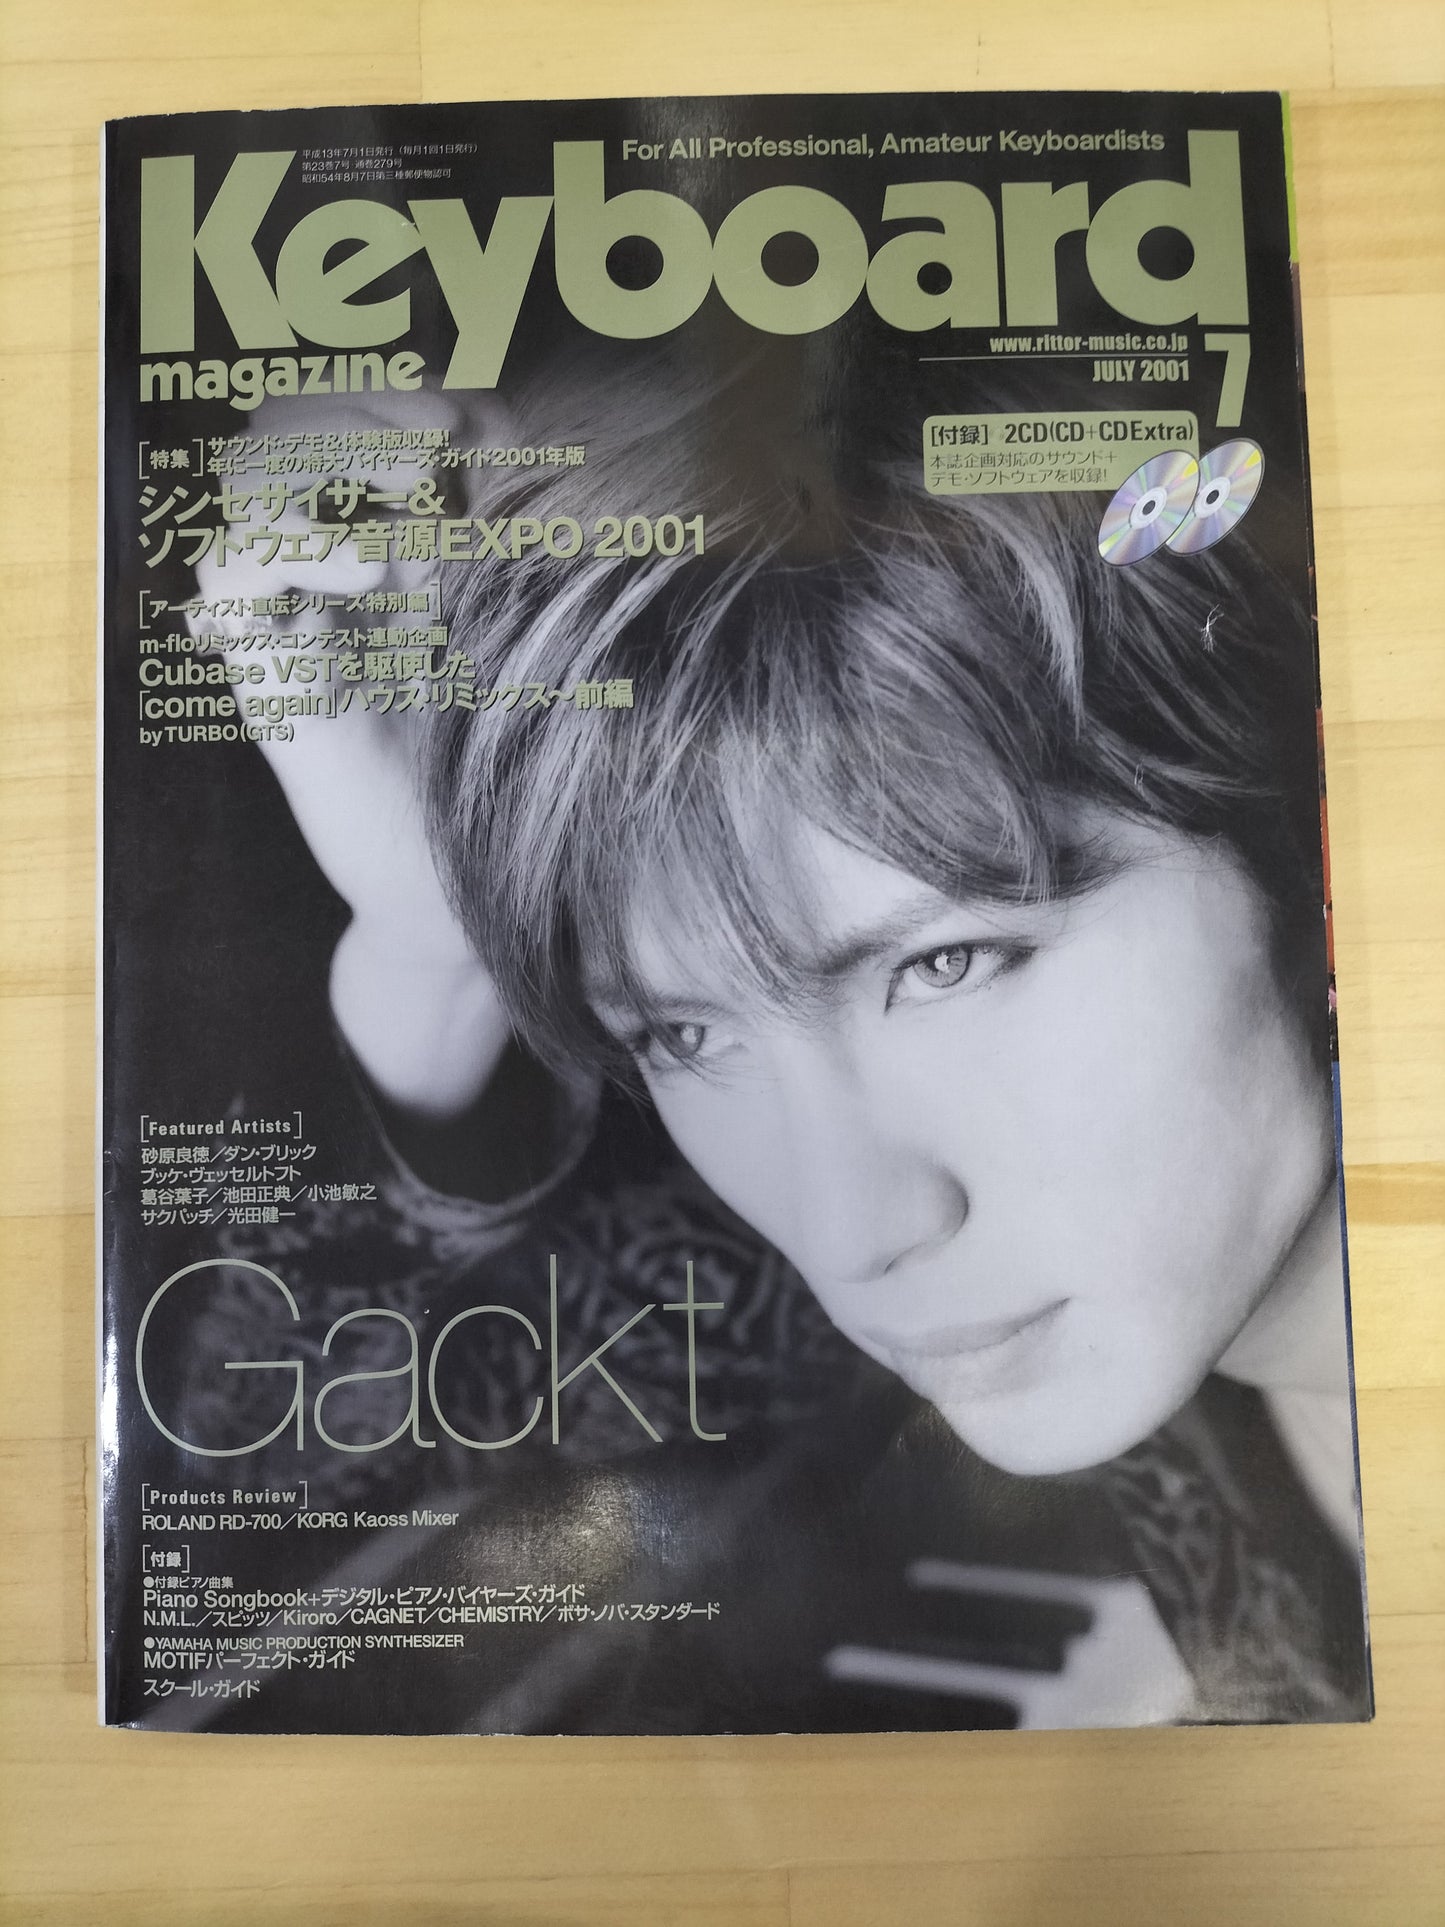 平成13年7月1日発行（毎月1回1日発行）
第23巻7号 通巻279号
昭和54年8月7日第三種郵便物認可
For All Professional, Amateur Keyboardists
Keyboard
magazine
www.rittor-music.co.jp
JULY 2001
7
[付録] 2CD(CD+CDExtra)
本誌企画対応のサウンド+
デモ・ソフトウェアを収録!
[特集]
サウンド・デモ&体験版収録!
年に一度の特大バイヤーズ・ガイド2001年版
シンセサイザー&
ソフトウェア音源EXPO 2001
[アーティスト直伝シリーズ特別編]
m-floリミックス・コンテスト連動企画
Cubase VSTを駆使した
「come again」ハウス・リミックス〜前編
by TURBO(GTS)
[Featured Artists]
砂原良徳／ダン・ブリック
ブッケ・ヴェッセルトフト
葛谷葉子／池田正典／小池敏之
サクパッチ／光田健一
Gackt
[Products Review]
ROLAND RD-700／KORG Kaoss Mixer
[付録]
●付録ピアノ曲集
Piano Songbook+デジタル・ピアノ・バイヤーズ・ガイド
N.M.L.／スピッツ／Kiroro／CAGNET／CHEMISTRY／ボサ・ノバ・スタンダード
●YAMAHA MUSIC PRODUCTION SYNTHESIZER
MOTIFパーフェクト・ガイド
スクール・ガイド